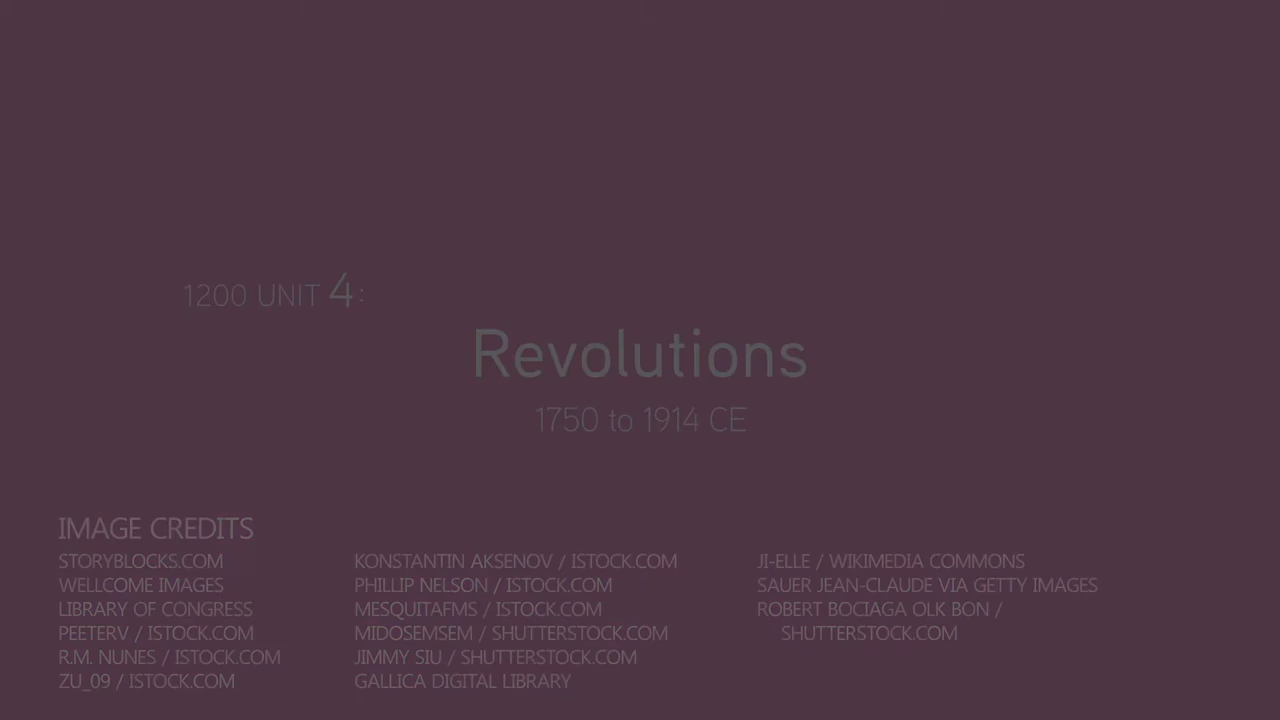 1200 UNIT 4:
Revolutions
1750 to 1914 CE
IMAGE CREDITS
STORYBLOCKS.COM
WELLCOME IMAGES
LIBRARY OF CONGRESS
PEETERV / ISTOCK.COM
R.M. NUNES / ISTOCK.COM
ZU_09 / ISTOCK.COM
KONSTANTIN AKSENOV / ISTOCK.COM
PHILLIP NELSON / ISTOCK.COM
MESQUITAFMS / ISTOCK.COM
MIDOSEMSEM / SHUTTERSTOCK.COM
JIMMY SIU / SHUTTERSTOCK.COM
GALLICA DIGITAL LIBRARY
JI-ELLE / WIKIMEDIA COMMONS
SAUER JEAN-CLAUDE VIA GETTY IMAGES
ROBERT BOCIAGA OLK BON /
SHUTTERSTOCK.COM